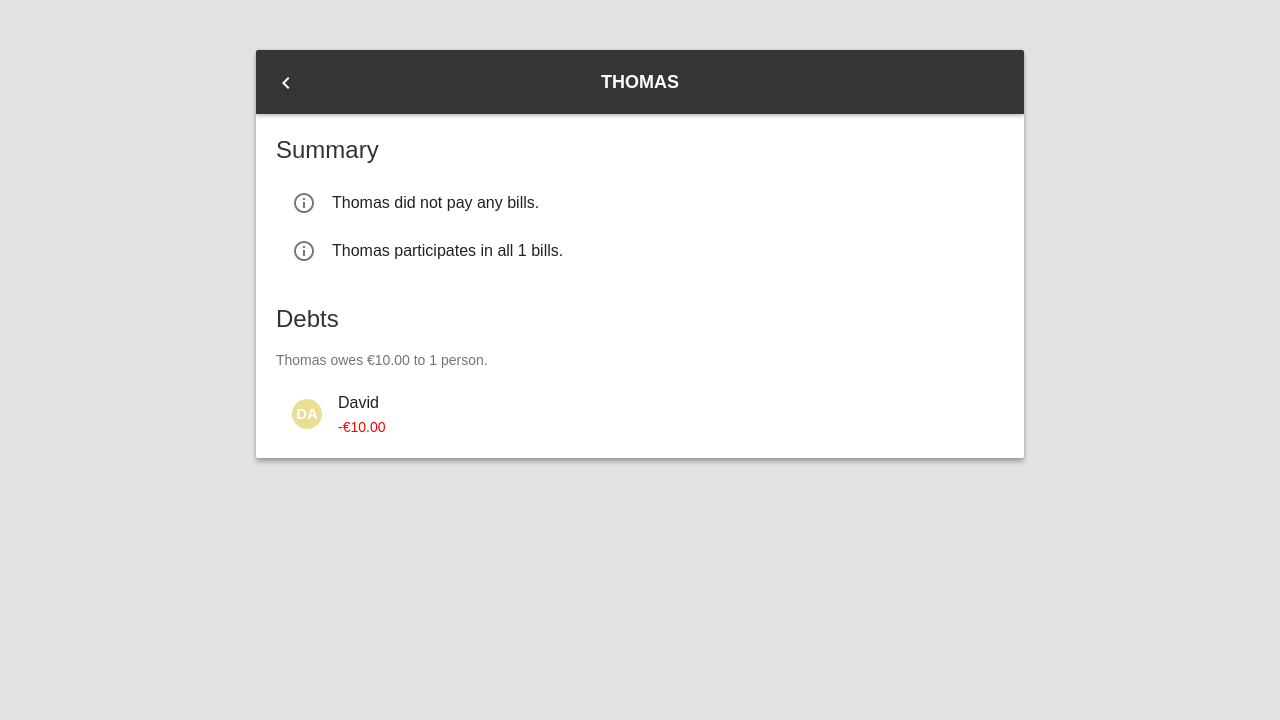 THOMAS
Summary
Thomas did not pay any bills.
Thomas participates in all 1 bills.
Debts
Thomas owes €10.00 to 1 person.
DA
David
-€10.00